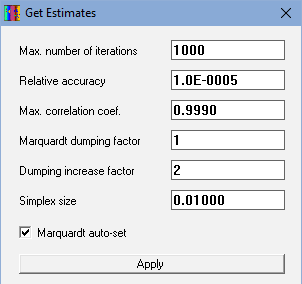 Get Estimates
Max. number of iterations 1000
Relative accuracy 1.0E-0005
Max. correlation coef. 0.9990
Marquardt dumping factor 1
Dumping increase factor 2
Simplex size 0.01000
Marquardt auto-set
Apply